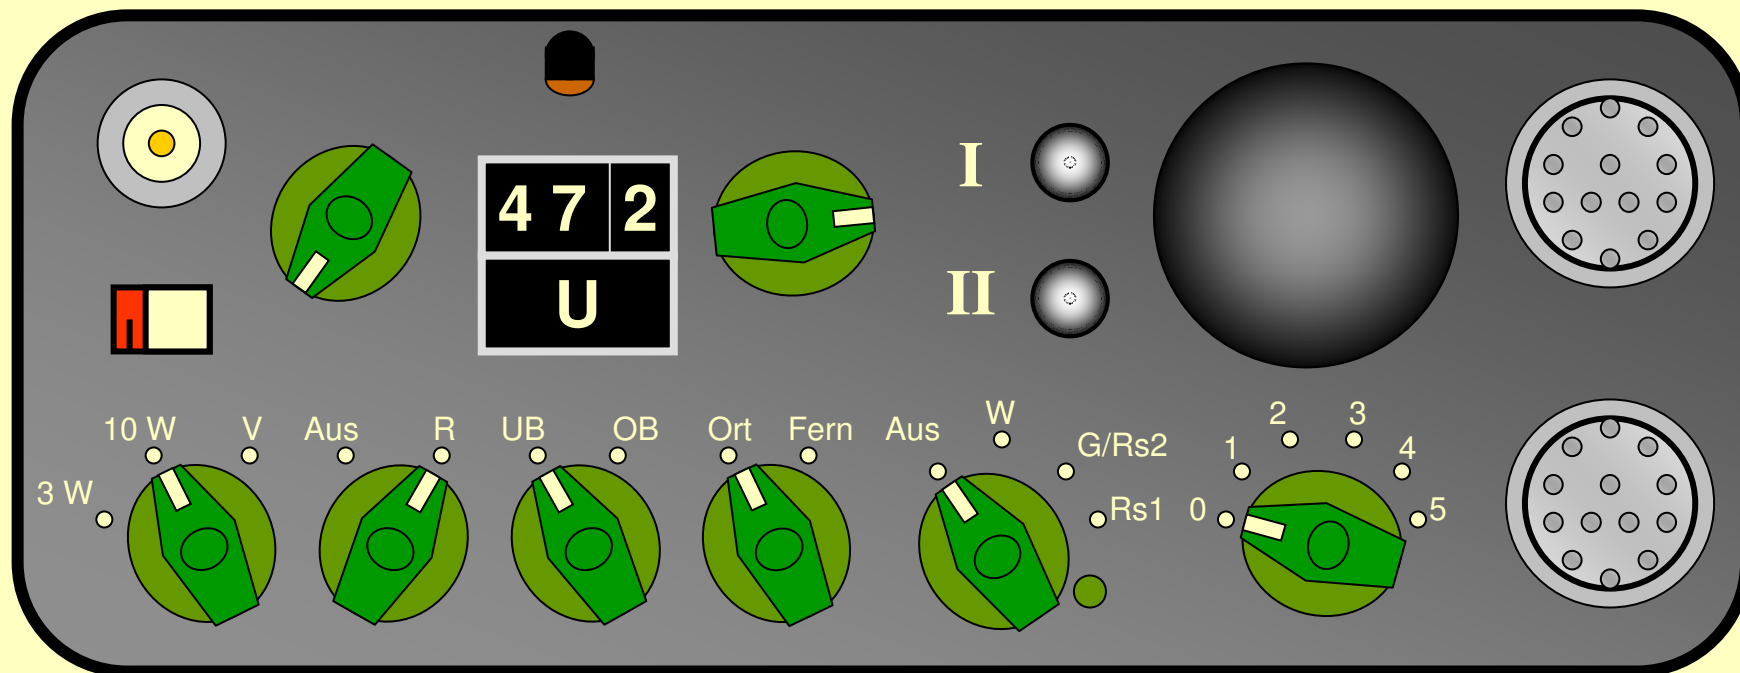 I
4 7 2
II
U
10 W V Aus R UB OB Ort Fern Aus W G/Rs2 2 3
3 W 1 4
Rs1 0 5